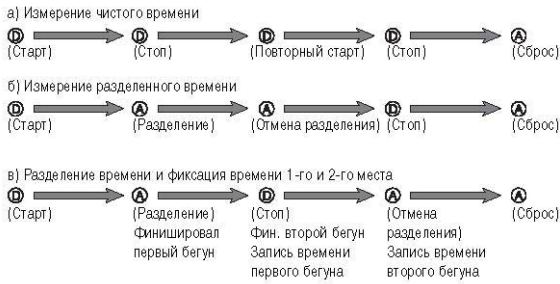 а) Измерение чистого времени
D D D D A
(Старт) (Стоп) (Повторный старт) (Стоп) (Сброс)
б) Измерение разделенного времени
D A A D A
(Старт) (Разделение) (Отмена разделения) (Стоп) (Сброс)
в) Разделение времени и фиксация времени 1-го и 2-го места
D A D A A
(Старт) (Разделение) (Стоп) (Отмена (Сброс)
Финишировал Фин. второй бегун разделения)
первый бегун Запись времени Запись времени
первого бегуна второго бегуна